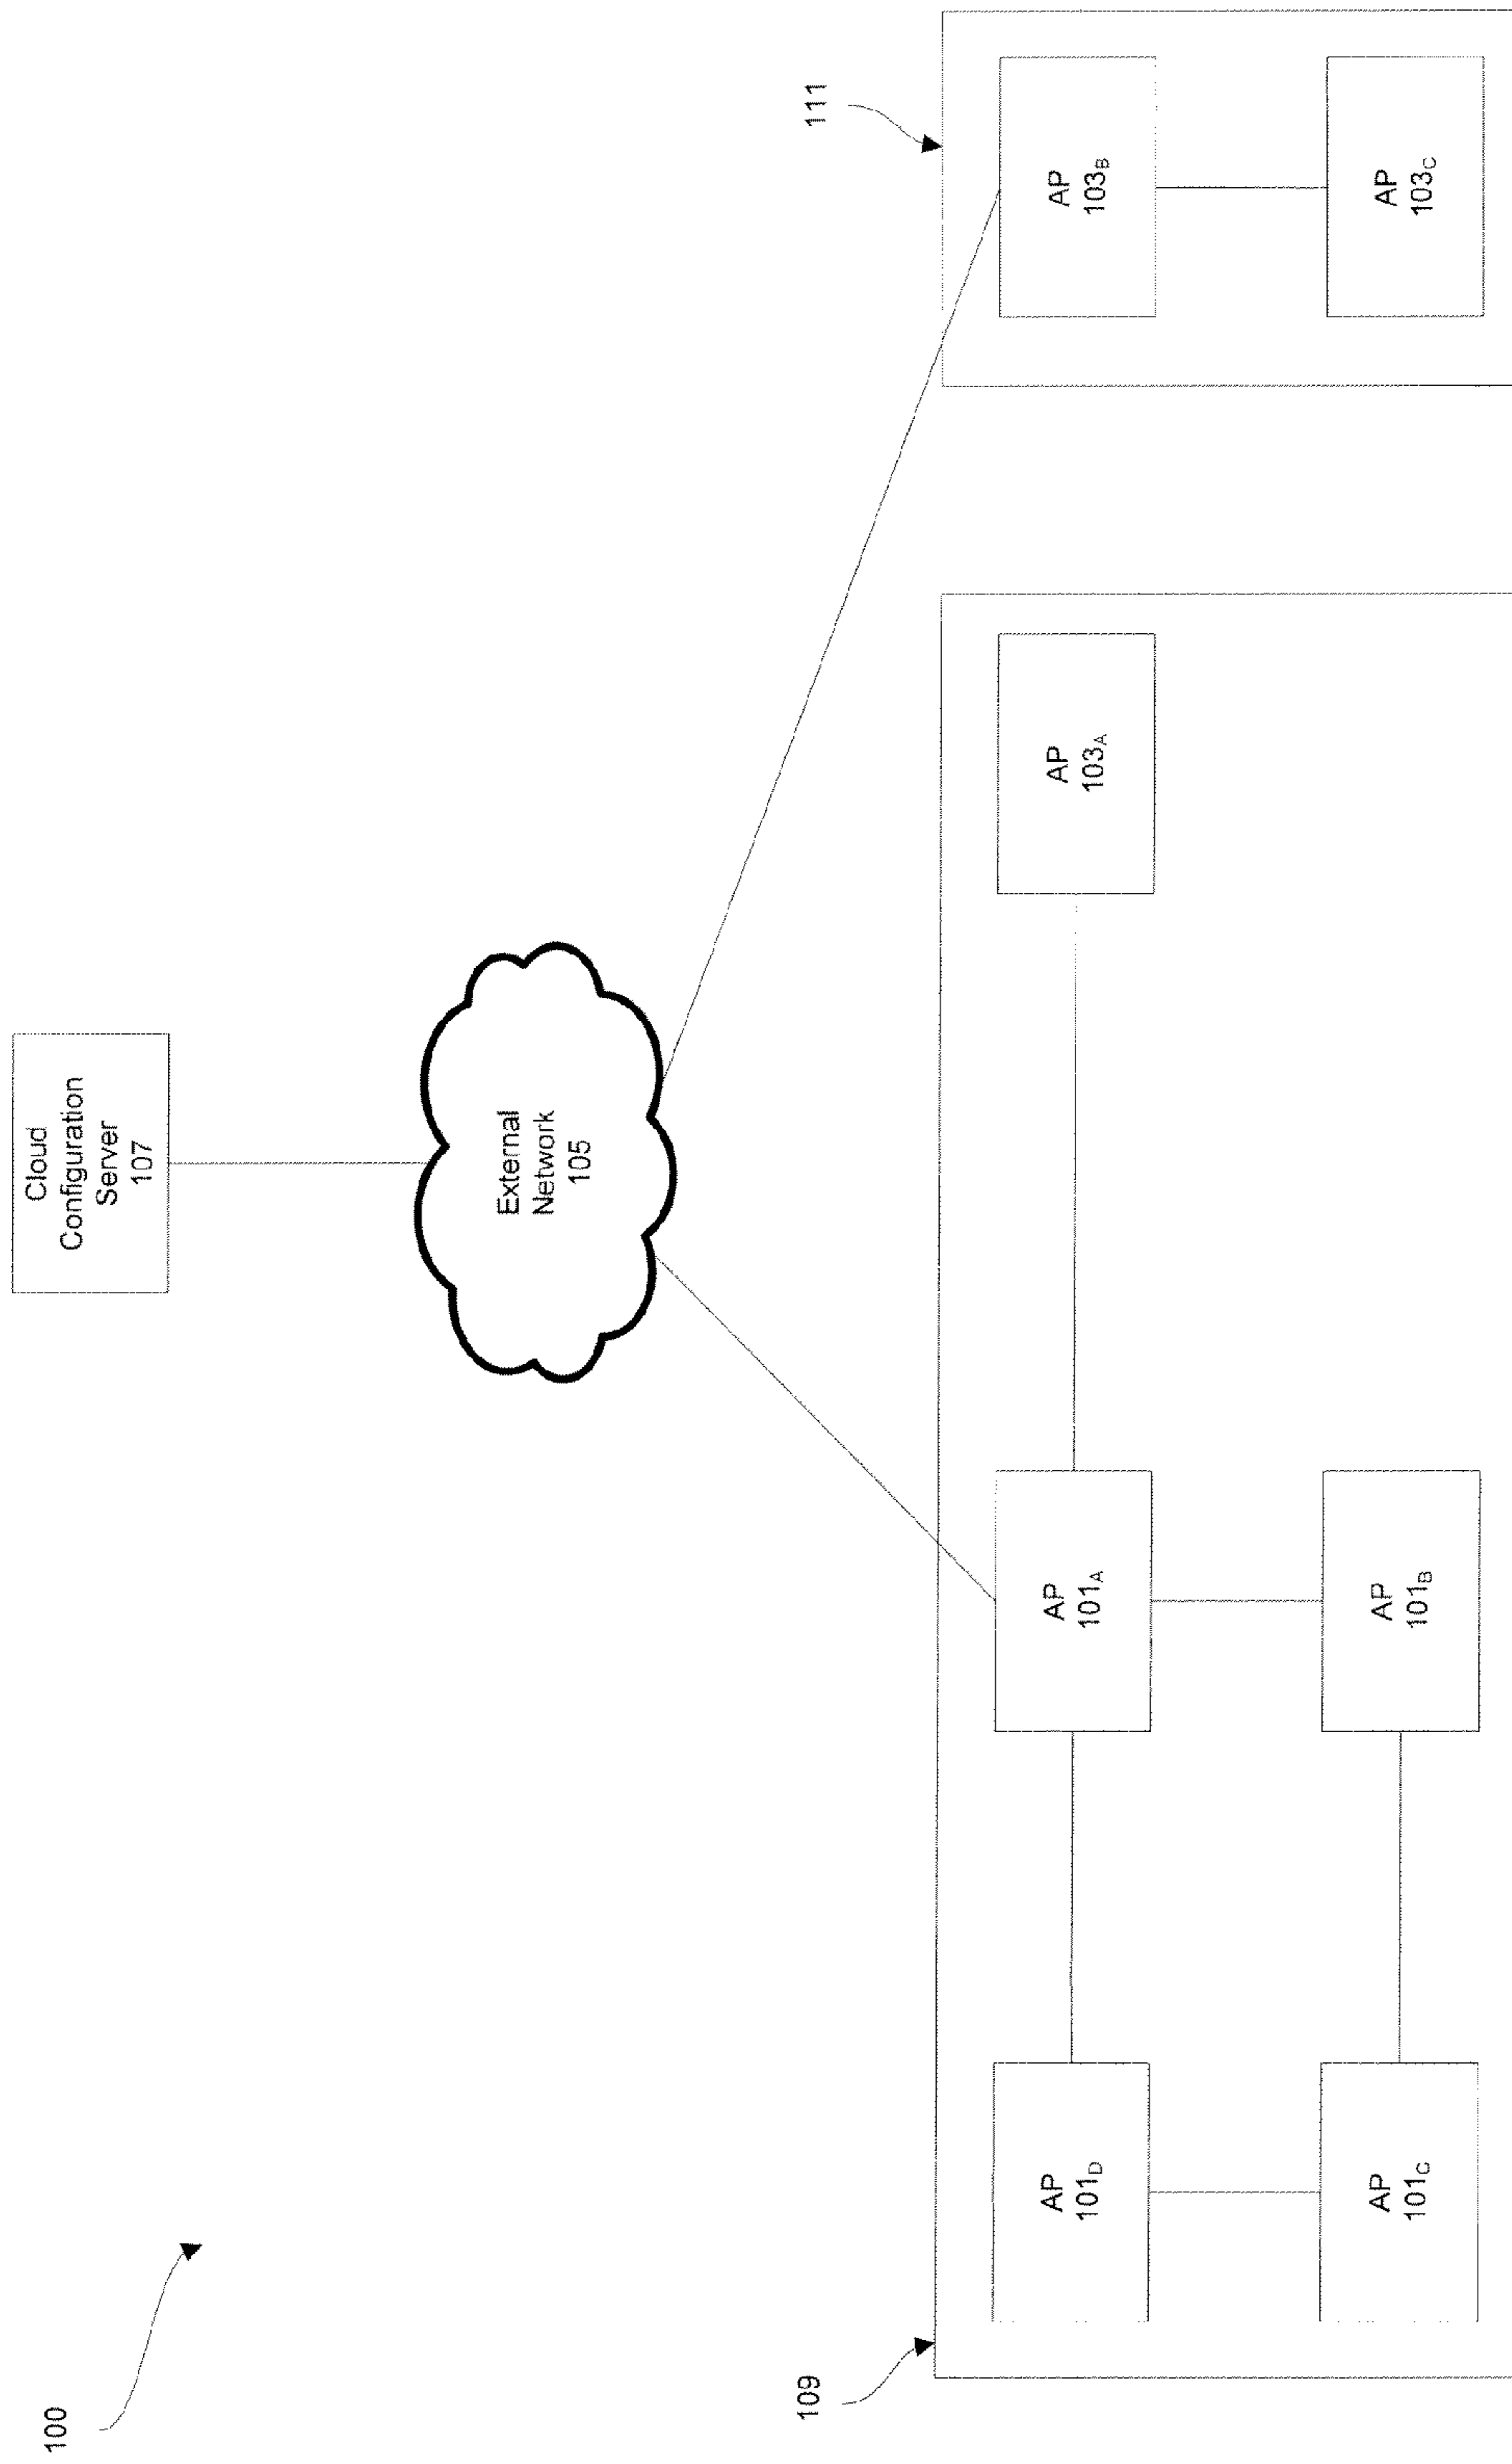 100
Cloud
Configuration
Server
107
External
Network
105
109
111
AP
101D
AP
101A
AP
103A
AP
103B
AP
101C
AP
101B
AP
103C